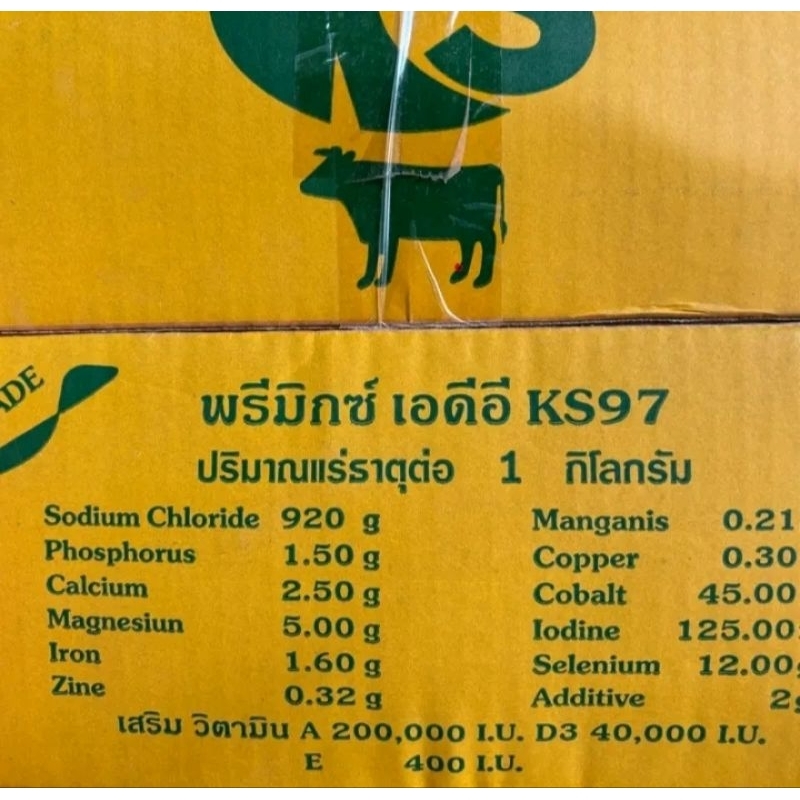 KS
ADE
พรีมิกซ์ เอดีอี KS97
ปริมาณแร่ธาตุต่อ 1 กิโลกรัม
Sodium Chloride 920 g
Phosphorus 1.50 g
Calcium 2.50 g
Magnesiun 5.00 g
Iron 1.60 g
Zine 0.32 g
Manganis 0.21
Copper 0.30
Cobalt 45.00
Iodine 125.00
Selenium 12.00
Additive 2g
เสริม วิตามิน A 200,000 I.U. D3 40,000 I.U.
E 400 I.U.